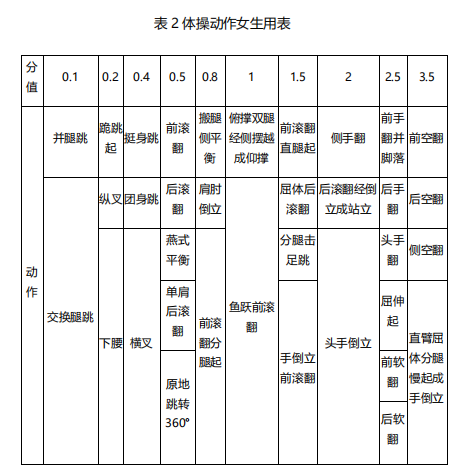 表 2 体操动作女生用表
分值 0.1 0.2 0.4 0.5 0.8 1 1.5 2 2.5 3.5
动作
并腿跳 跪跳起 挺身跳 前滚翻 搬腿侧平衡 俯撑双腿经侧摆越成仰撑 前滚翻直腿起 侧手翻 前手翻并脚落 前空翻
交换腿跳 纵叉 团身跳 后滚翻 肩肘倒立 鱼跃前滚翻 屈体后滚翻 后滚翻经倒立成站立 后手翻 后空翻
下腰 横叉 燕式平衡 前滚翻分腿起 分腿击足跳 头手倒立 头手翻 侧空翻
单肩后滚翻 手倒立前滚翻 屈伸起 直臂屈体分腿慢起成手倒立
原地跳转360° 前软翻
后软翻